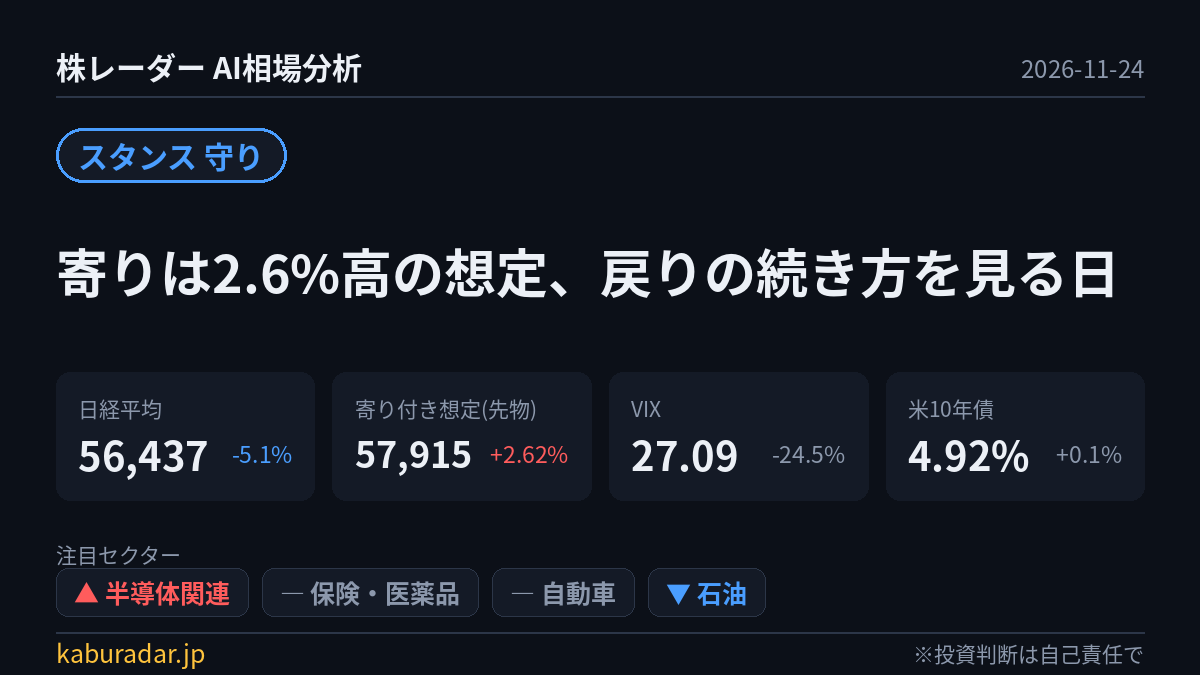 株レーダー AI相場分析
2026-11-24
スタンス 守り
寄りは2.6%高の想定、戻りの続き方を見る日
日経平均
56,437 -5.1%
寄り付き想定(先物)
57,915 +2.62%
VIX
27.09 -24.5%
米10年債
4.92% +0.1%
注目セクター
▲ 半導体関連
— 保険・医薬品
— 自動車
▼ 石油
kaburadar.jp
※投資判断は自己責任で